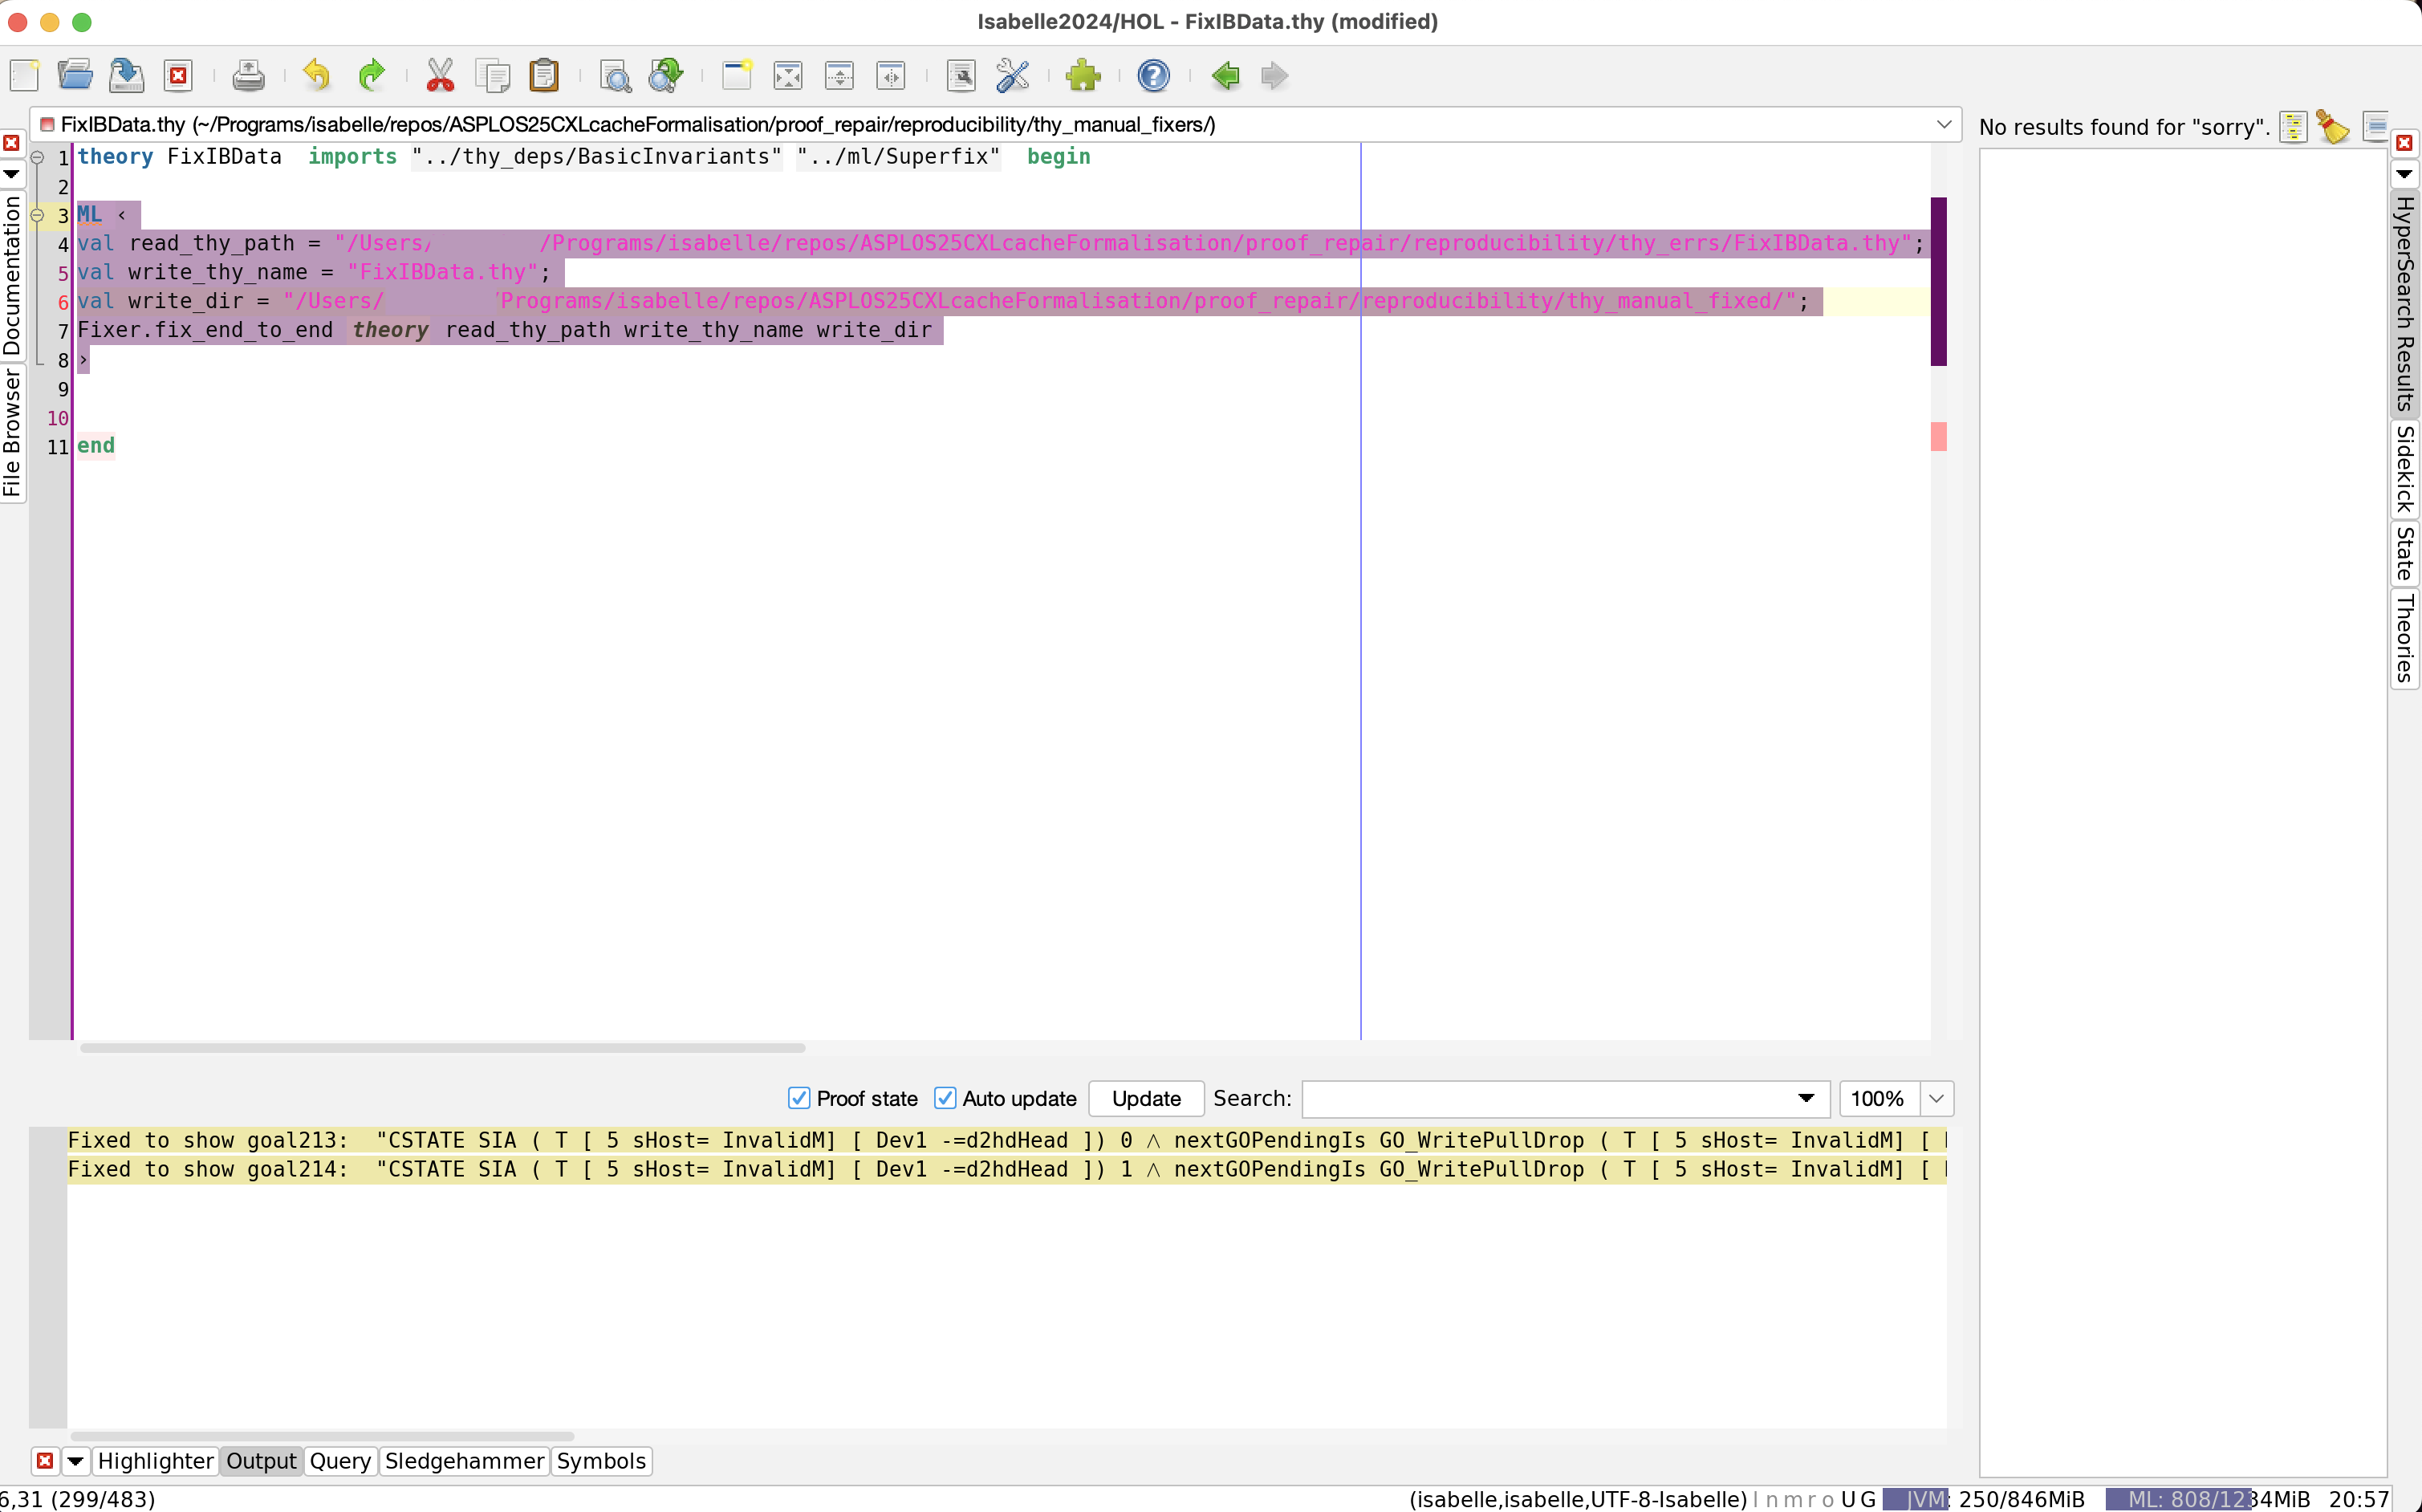 Isabelle2024/HOL - FixIBData.thy (modified)
FixIBData.thy (~/Programs/isabelle/repos/ASPLOS25CXLcacheFormalisation/proof_repair/reproducibility/thy_manual_fixers/)
No results found for "sorry".
1 theory FixIBData imports "../thy_deps/BasicInvariants" "../ml/Superfix" begin
2
3 ML ‹
4 val read_thy_path = "/Users/ /Programs/isabelle/repos/ASPLOS25CXLcacheFormalisation/proof_repair/reproducibility/thy_errs/FixIBData.thy";
5 val write_thy_name = "FixIBData.thy";
6 val write_dir = "/Users/ Programs/isabelle/repos/ASPLOS25CXLcacheFormalisation/proof_repair/reproducibility/thy_manual_fixed/";
7 Fixer.fix_end_to_end theory read_thy_path write_thy_name write_dir
8 ›
9
10
11 end
Documentation
File Browser
HyperSearch Results
Sidekick
State
Theories
Proof state Auto update Update Search: 100%
Fixed to show goal213: "CSTATE SIA ( T [ 5 sHost= InvalidM] [ Dev1 -=d2hdHead ]) 0 ∧ nextGOPendingIs GO_WritePullDrop ( T [ 5 sHost= InvalidM] [
Fixed to show goal214: "CSTATE SIA ( T [ 5 sHost= InvalidM] [ Dev1 -=d2hdHead ]) 1 ∧ nextGOPendingIs GO_WritePullDrop ( T [ 5 sHost= InvalidM] [
Highlighter Output Query Sledgehammer Symbols
6,31 (299/483)
(isabelle,isabelle,UTF-8-Isabelle) l n m r o U G JVM: 250/846MiB ML: 808/1234MiB 20:57